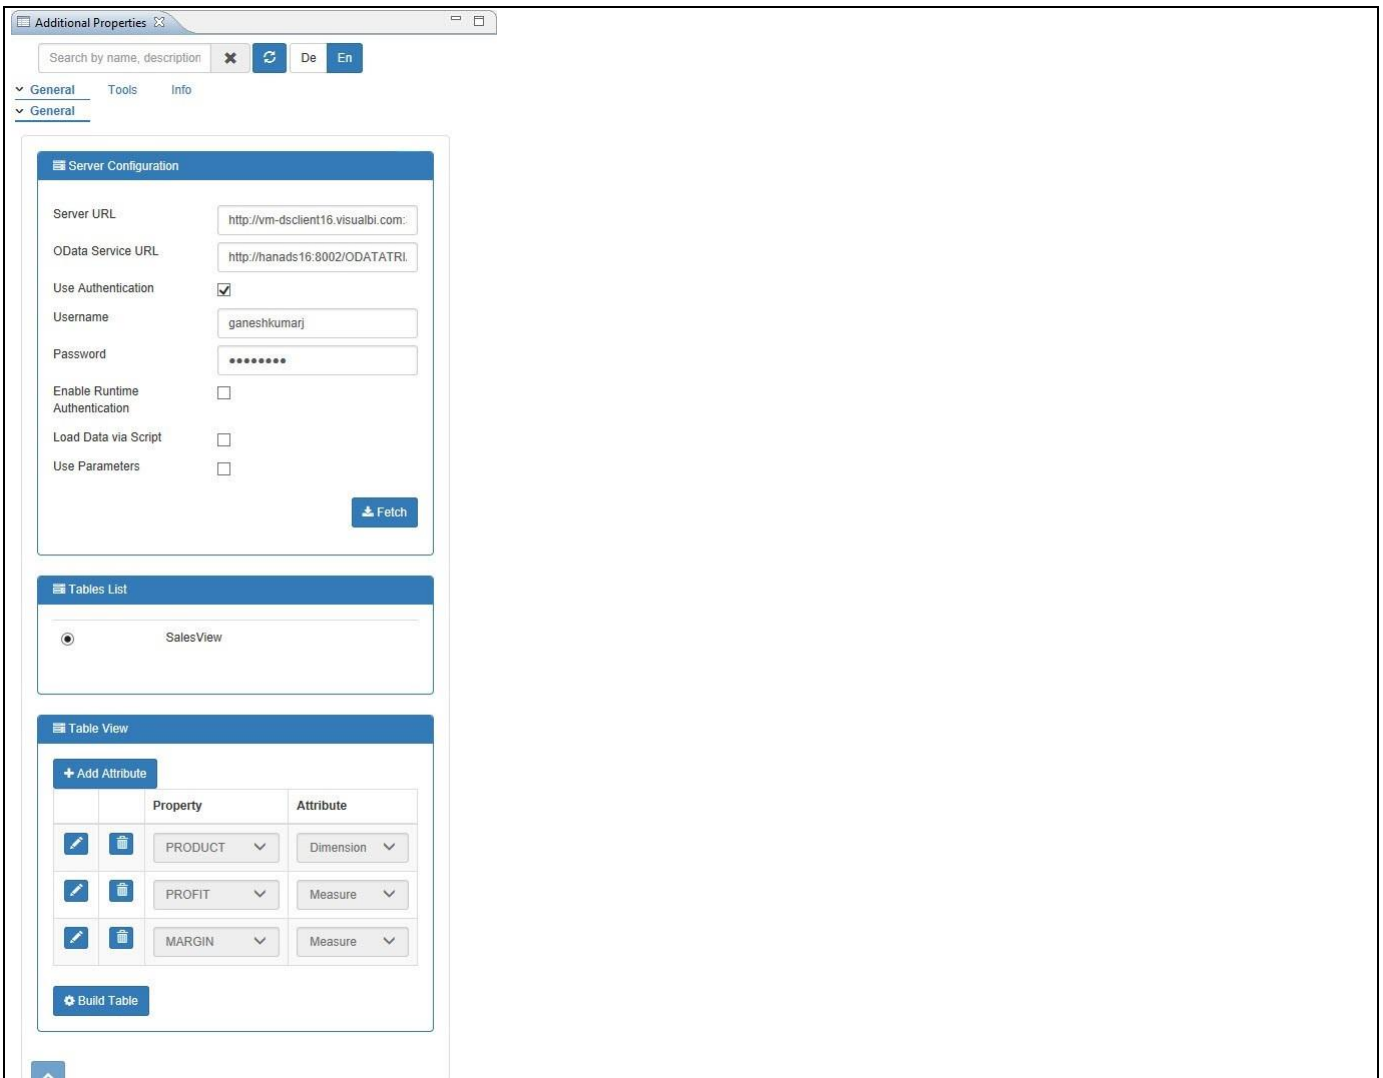 Additional Properties
Search by name, description
De En
General Tools Info
General
Server Configuration
Server URL http://vm-dsclient16.visualbi.com:
OData Service URL http://hanads16:8002/ODATATRI.
Use Authentication
Username ganeshkumarj
Password ••••••••
Enable Runtime
Authentication
Load Data via Script
Use Parameters
Fetch
Tables List
SalesView
Table View
Add Attribute
Property Attribute
PRODUCT Dimension
PROFIT Measure
MARGIN Measure
Build Table